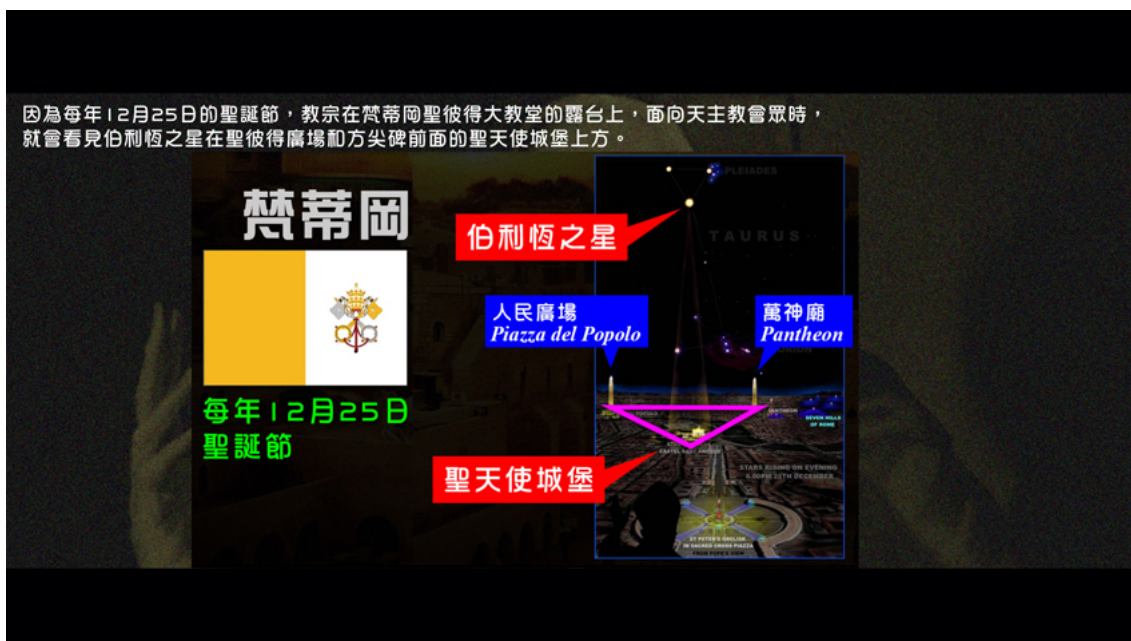 因為每年12月25日的聖誕節，教宗在梵蒂岡聖彼得大教堂的露台上，面向天主教會眾時，
就會看見伯利恆之星在聖彼得廣場和方尖碑前面的聖天使城堡上方。
梵蒂岡
每年12月25日
聖誕節
PLEIADES
伯利恆之星
TAURUS
人民廣場
Piazza del Popolo
萬神廟
Pantheon
SEVEN HILLS
OF ROME
聖天使城堡
STARS RISING ON EVENING
ST PETER'S OBELISK
IN SACRED CROSS PIAZZA
FROM POPE'S VIEW